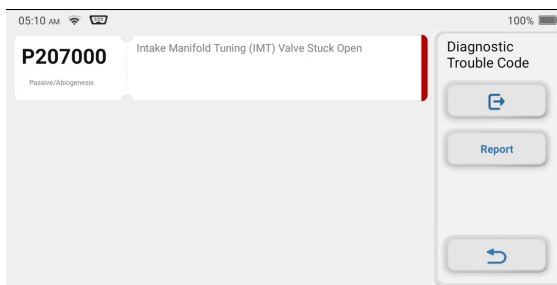 05:10 AM
100%
P207000
Passive/Abiogenesis
Intake Manifold Tuning (IMT) Valve Stuck Open
Diagnostic
Trouble Code
Report